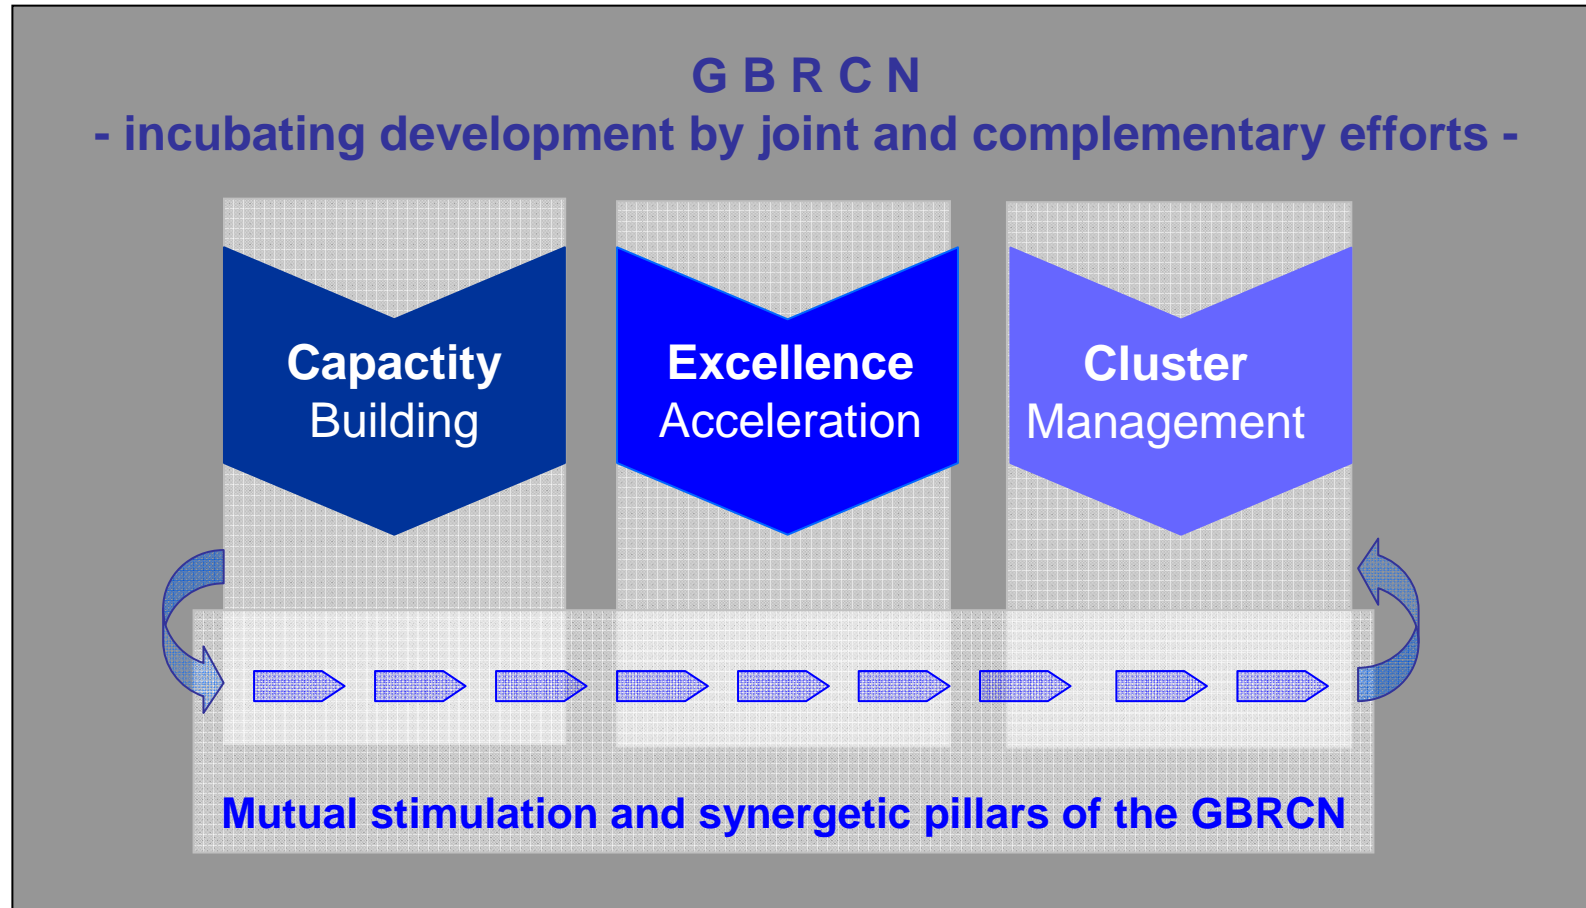 G B R C N
- incubating development by joint and complementary efforts -
Capactity
Building
Excellence
Acceleration
Cluster
Management
Mutual stimulation and synergetic pillars of the GBRCN